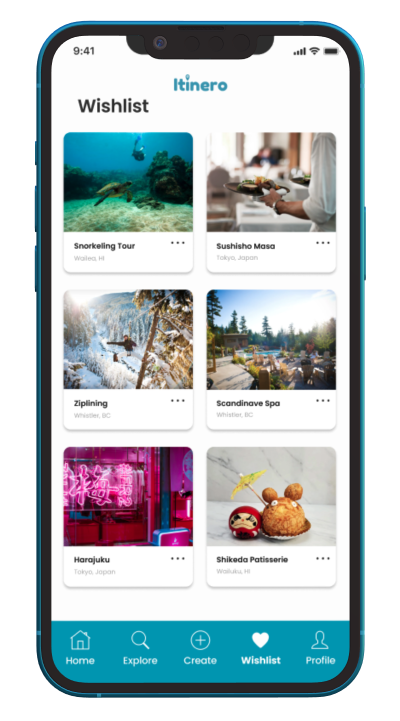 9:41
Itinero
Wishlist
Snorkeling Tour
Wailea, HI
Sushisho Masa
Tokyo, Japan
Ziplining
Whistler, BC
Scandinave Spa
Whistler, BC
Harajuku
Tokyo, Japan
Shikeda Patisserie
Wailuku, HI
Home
Explore
Create
Wishlist
Profile